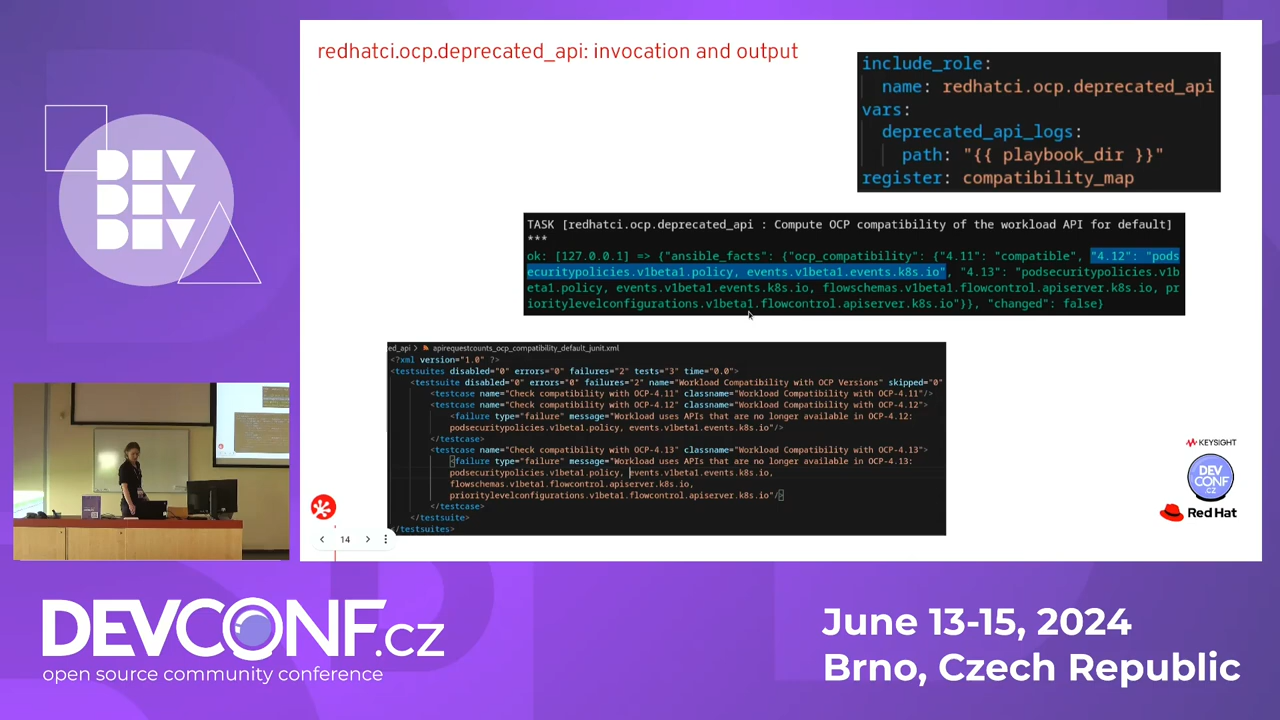 redhatci.ocp.deprecated_api: invocation and output
include_role:
name: redhatci.ocp.deprecated_api
vars:
deprecated_api_logs:
path: "{{ playbook_dir }}"
register: compatibility_map
TASK [redhatci.ocp.deprecated_api : Compute OCP compatibility of the workload API for default]
***
ok: [127.0.0.1] => {"ansible_facts": {"ocp_compatibility": {"4.11": "compatible", "4.12": "pods
ecuritypolicies.v1beta1.policy, events.v1beta1.events.k8s.io", "4.13": "podsecuritypolicies.v1b
eta1.policy, events.v1beta1.events.k8s.io, flowschemas.v1beta1.flowcontrol.apiserver.k8s.io, pr
ioritylevelconfigurations.v1beta1.flowcontrol.apiserver.k8s.io"}}, "changed": false}
ed_api > apirequestcounts_ocp_compatibility_default_junit.xml
<?xml version="1.0" ?>
<testsuites disabled="0" errors="0" failures="2" tests="3" time="0.0">
<testsuite disabled="0" errors="0" failures="2" name="Workload Compatibility with OCP Versions" skipped="0"
<testcase name="Check compatibility with OCP-4.11" classname="Workload Compatibility with OCP-4.11"/>
<testcase name="Check compatibility with OCP-4.12" classname="Workload Compatibility with OCP-4.12">
<failure type="failure" message="Workload uses APIs that are no longer available in OCP-4.12:
podsecuritypolicies.v1beta1.policy, events.v1beta1.events.k8s.io"/>
</testcase>
<testcase name="Check compatibility with OCP-4.13" classname="Workload Compatibility with OCP-4.13">
<failure type="failure" message="Workload uses APIs that are no longer available in OCP-4.13:
podsecuritypolicies.v1beta1.policy, events.v1beta1.events.k8s.io,
flowschemas.v1beta1.flowcontrol.apiserver.k8s.io,
prioritylevelconfigurations.v1beta1.flowcontrol.apiserver.k8s.io"/>
</testcase>
</testsuite>
</testsuites>
14
KEYSIGHT
DEV
CONF
CZ
Red Hat
DEV
DEV
DEV
DEVCONF.cz
open source community conference
June 13-15, 2024
Brno, Czech Republic